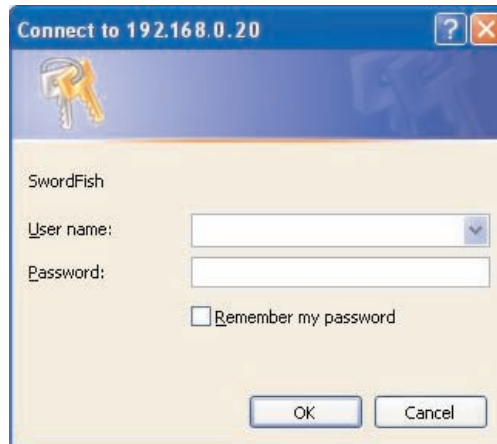 Connect to 192.168.0.20
?
SwordFish
User name:
Password:
Remember my password
OK
Cancel